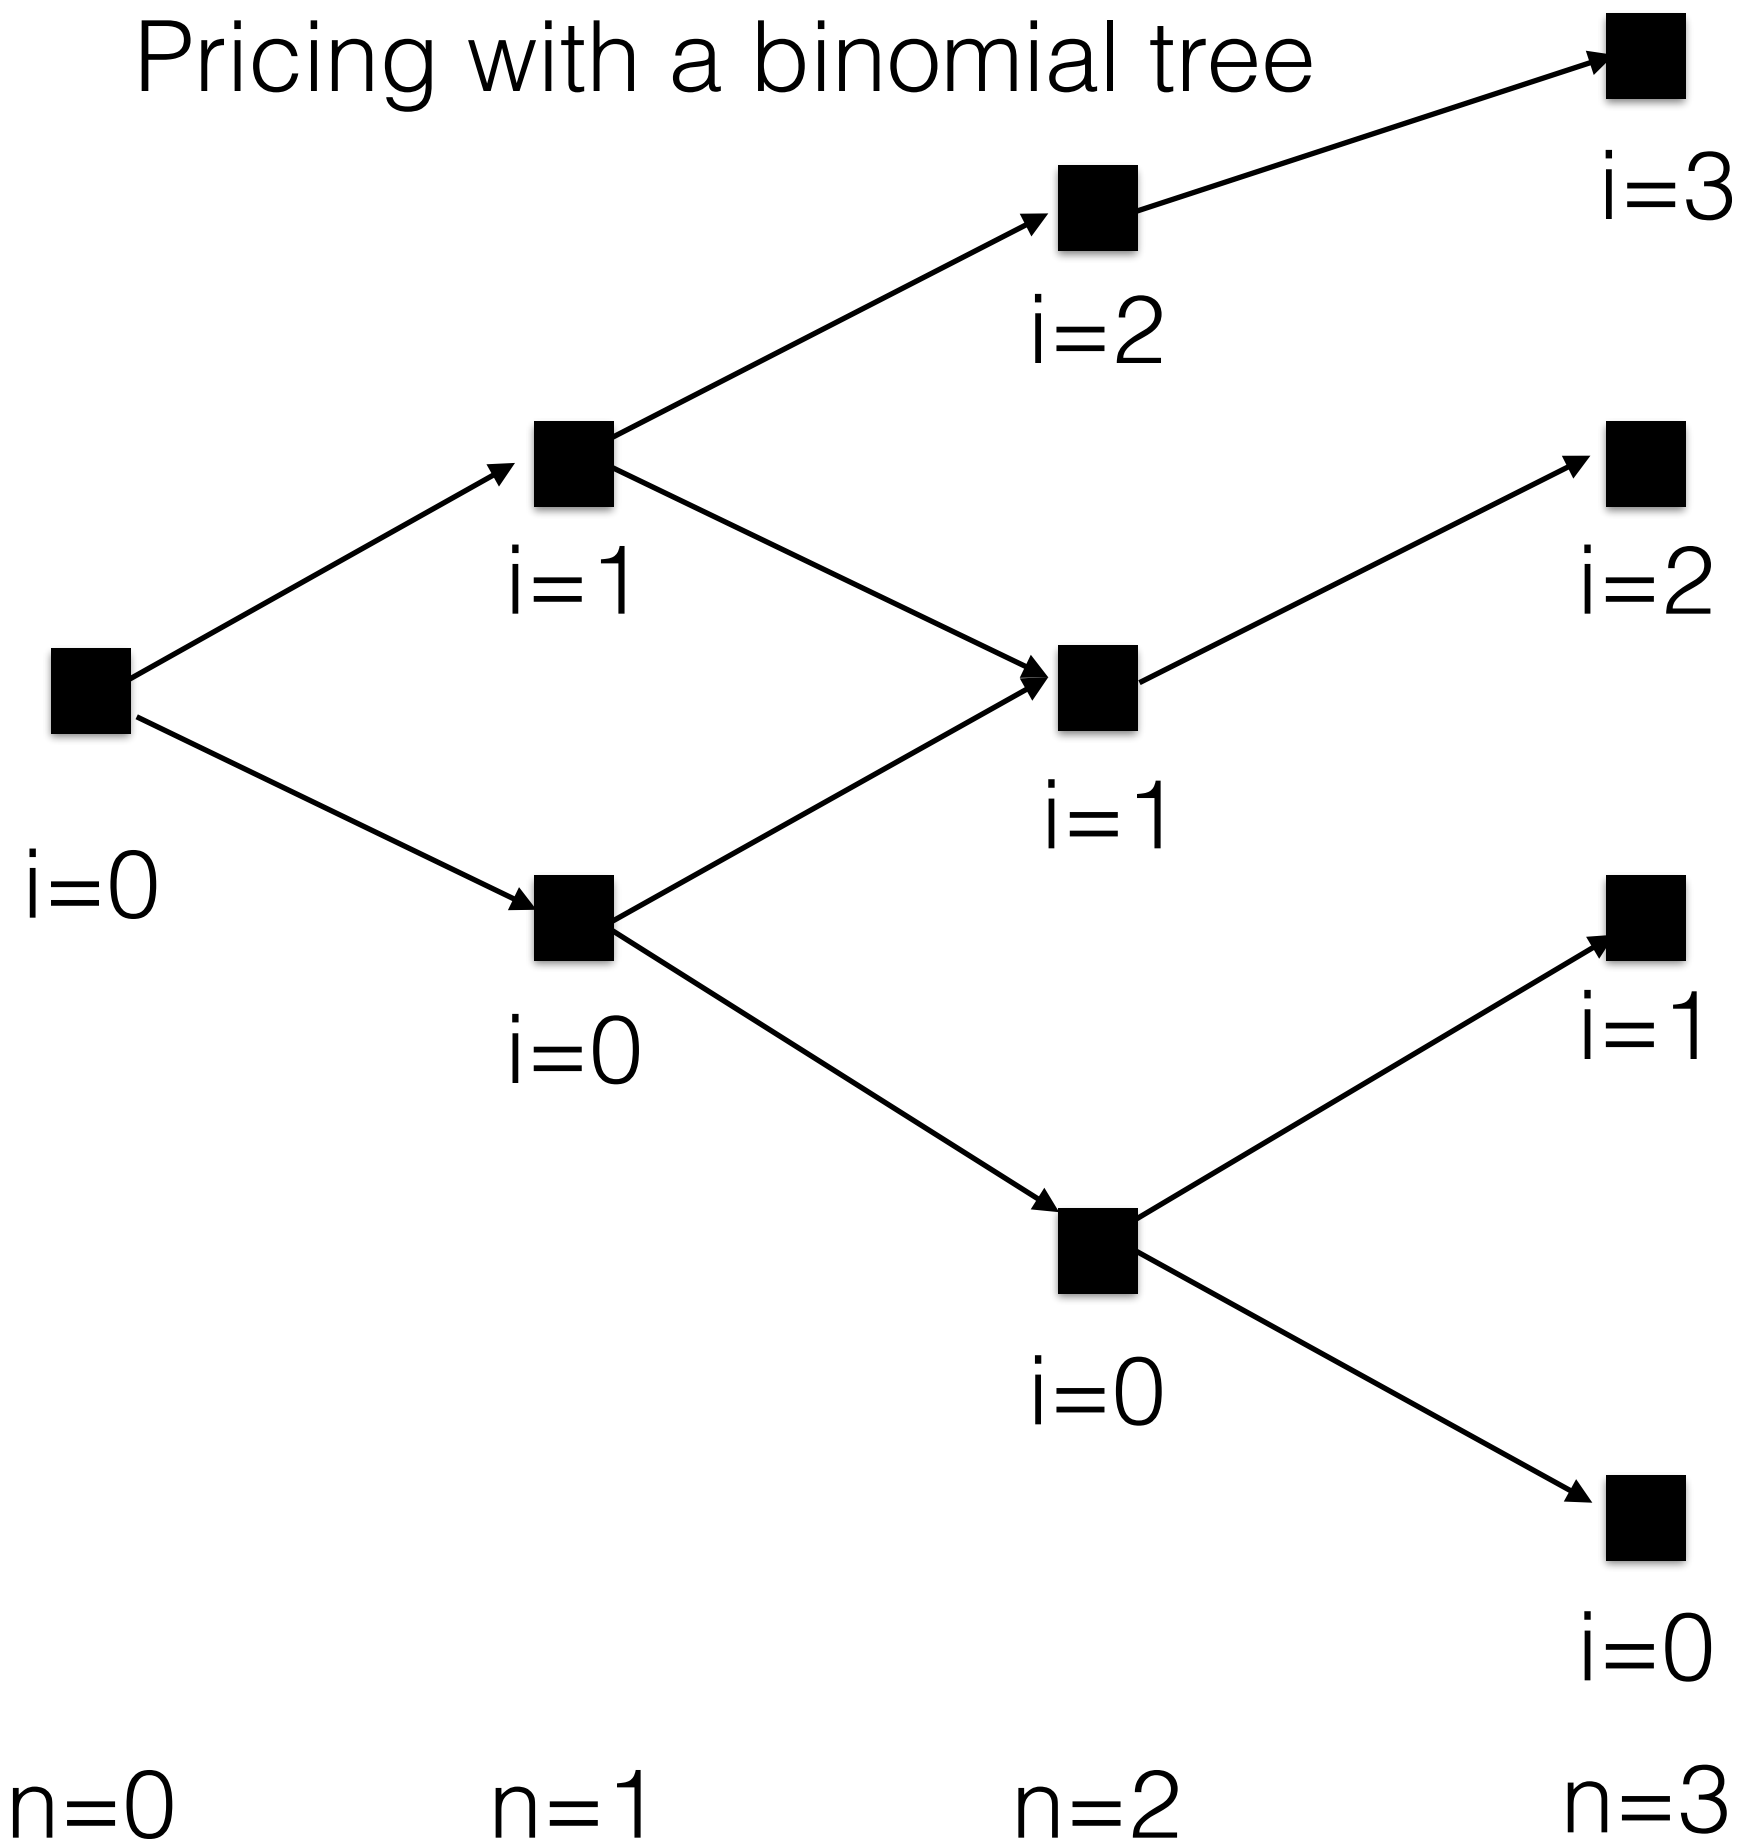 Pricing with a binomial tree
i=3
i=2
i=1
i=2
i=1
i=0
i=0
i=1
i=0
i=0
n=0 n=1 n=2 n=3